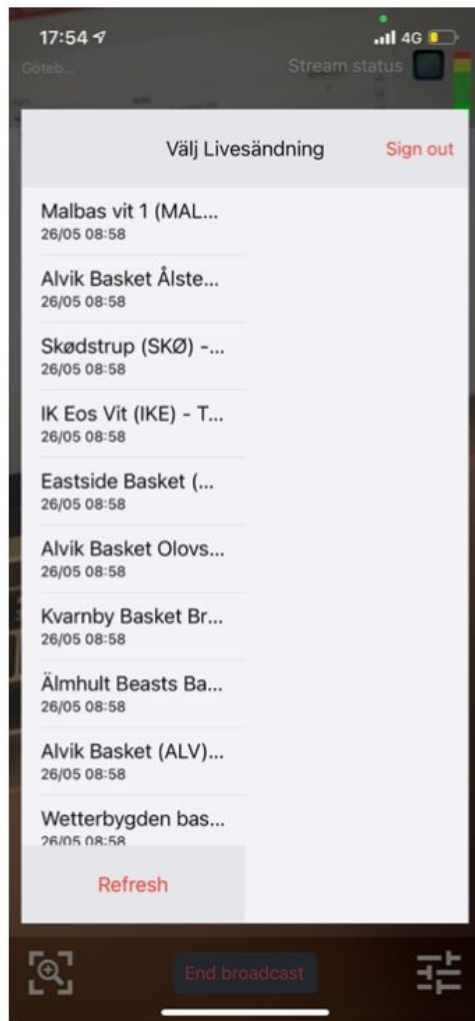 17:54
4G
Göteb...
Stream status
Välj Livesändning
Sign out
Malbas vit 1 (MAL...
26/05 08:58
Alvik Basket Ålste...
26/05 08:58
Skødstrup (SKØ) -...
26/05 08:58
IK Eos Vit (IKE) - T...
26/05 08:58
Eastside Basket (...
26/05 08:58
Alvik Basket Olovs...
26/05 08:58
Kvarnby Basket Br...
26/05 08:58
Älmhult Beasts Ba...
26/05 08:58
Alvik Basket (ALV)...
26/05 08:58
Wetterbygden bas...
26/05 08:58
Refresh
End broadcast